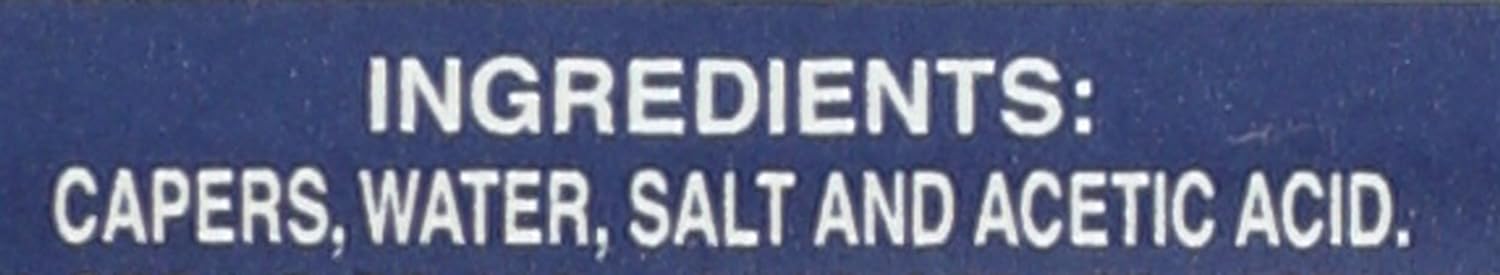 INGREDIENTS:
CAPERS, WATER, SALT AND ACETIC ACID.